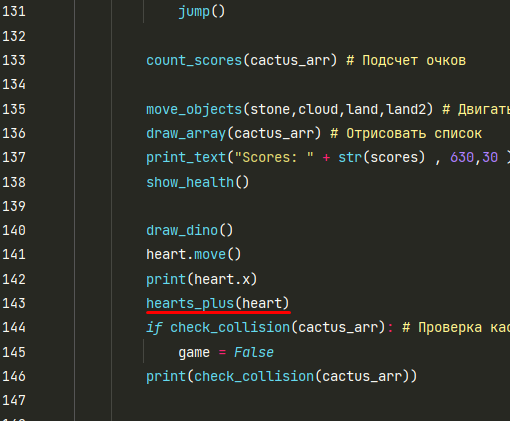 131 jump()
132
133 count_scores(cactus_arr) # Подсчет очков
134
135 move_objects(stone,cloud,land,land2) # Двигать
136 draw_array(cactus_arr) # Отрисовать список
137 print_text("Scores: " + str(scores) , 630,30 )
138 show_health()
139
140 draw_dino()
141 heart.move()
142 print(heart.x)
143 hearts_plus(heart)
144 if check_collision(cactus_arr): # Проверка кас
145 game = False
146 print(check_collision(cactus_arr))
147